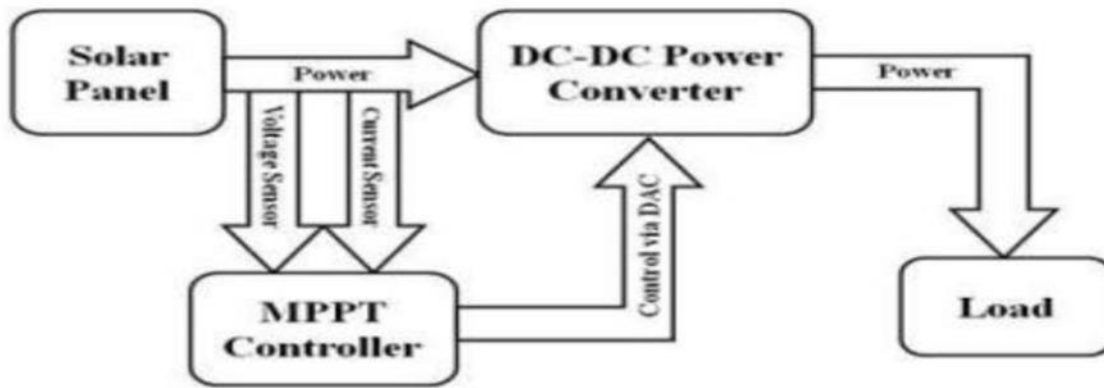 Solar
Panel
Power
DC-DC Power
Converter
Power
Voltage Sensor
Current Sensor
Control via DAC
MPPT
Controller
Load